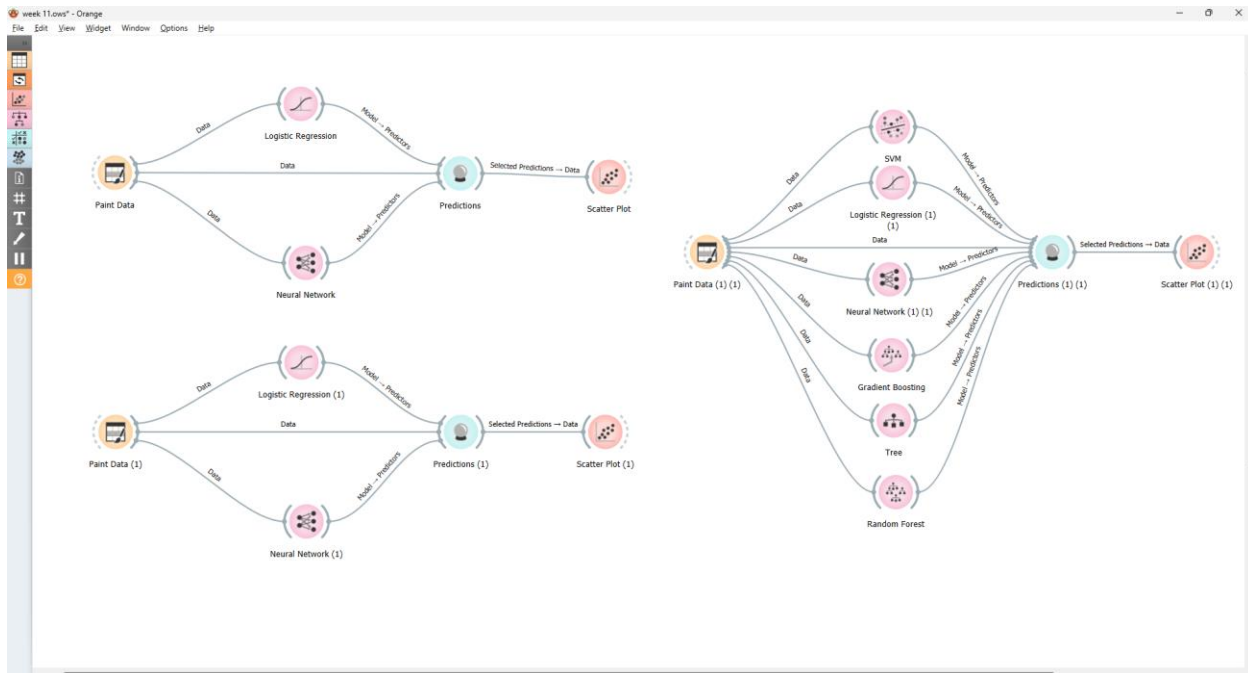 week 11.ows* - Orange
File Edit View Widget Window Options Help
Logistic Regression
Data
Model → Predictors
Data
Selected Predictions → Data
Paint Data
Predictions
Scatter Plot
Data
Model → Predictors
Neural Network
Logistic Regression (1)
Data
Model → Predictors
Data
Selected Predictions → Data
Paint Data (1)
Predictions (1)
Scatter Plot (1)
Data
Model → Predictors
Neural Network (1)
SVM
Data
Model → Predictors
Logistic Regression (1)
(1)
Data
Model → Predictors
Data
Selected Predictions → Data
Paint Data (1) (1)
Predictions (1) (1)
Scatter Plot (1) (1)
Data
Model → Predictors
Neural Network (1) (1)
Data
Model → Predictors
Gradient Boosting
Data
Model → Predictors
Tree
Data
Model → Predictors
Random Forest
T
?